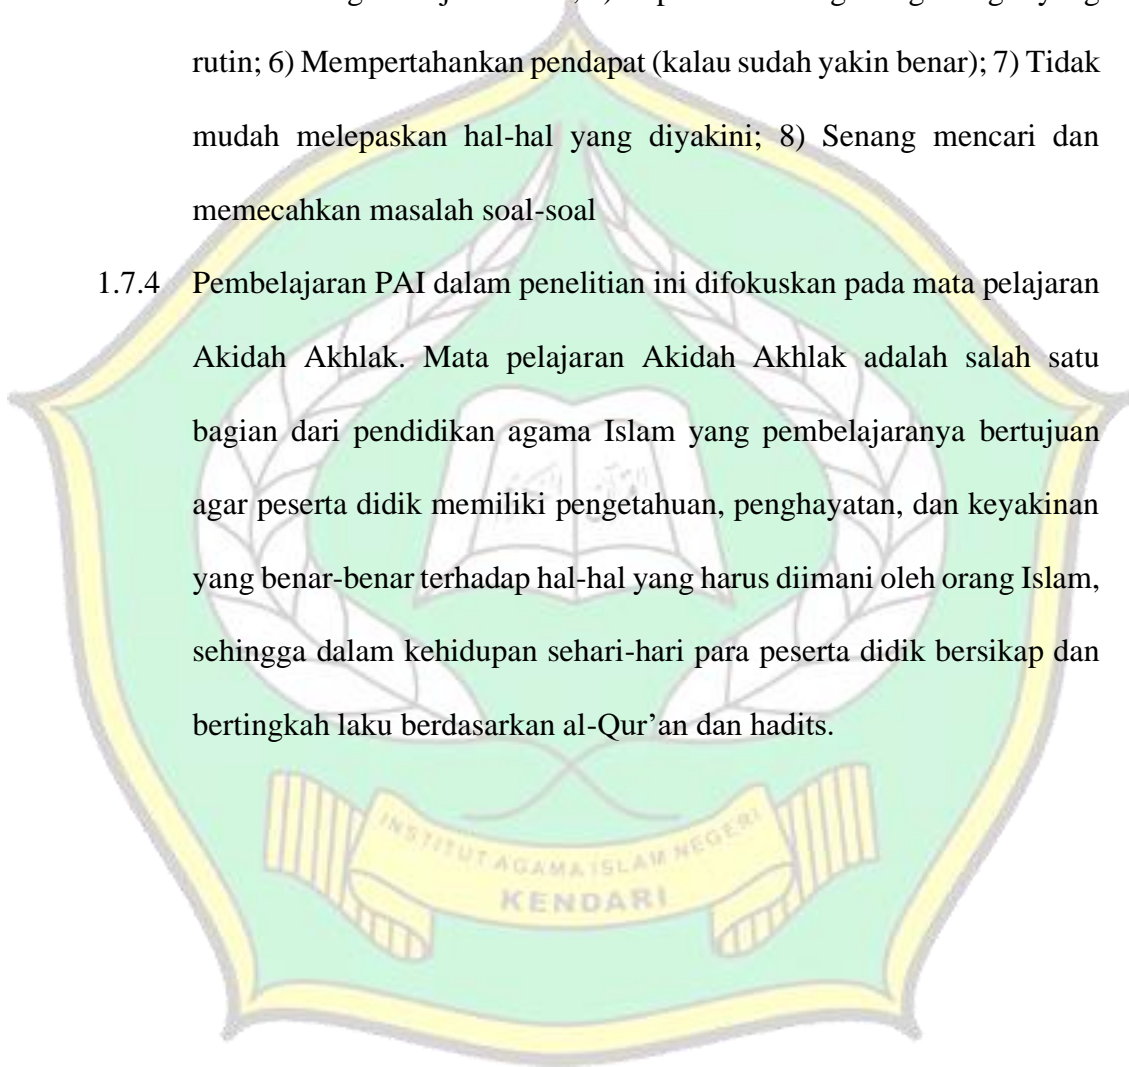 rutin; 6) Mempertahankan pendapat (kalau sudah yakin benar); 7) Tidak
mudah melepaskan hal-hal yang diyakini; 8) Senang mencari dan
memecahkan masalah soal-soal
1.7.4 Pembelajaran PAI dalam penelitian ini difokuskan pada mata pelajaran
Akidah Akhlak. Mata pelajaran Akidah Akhlak adalah salah satu
bagian dari pendidikan agama Islam yang pembelajaranya bertujuan
agar peserta didik memiliki pengetahuan, penghayatan, dan keyakinan
yang benar-benar terhadap hal-hal yang harus diimani oleh orang Islam,
sehingga dalam kehidupan sehari-hari para peserta didik bersikap dan
bertingkah laku berdasarkan al-Qur’an dan hadits.
INSTITUT AGAMA ISLAM NEGERI
KENDARI